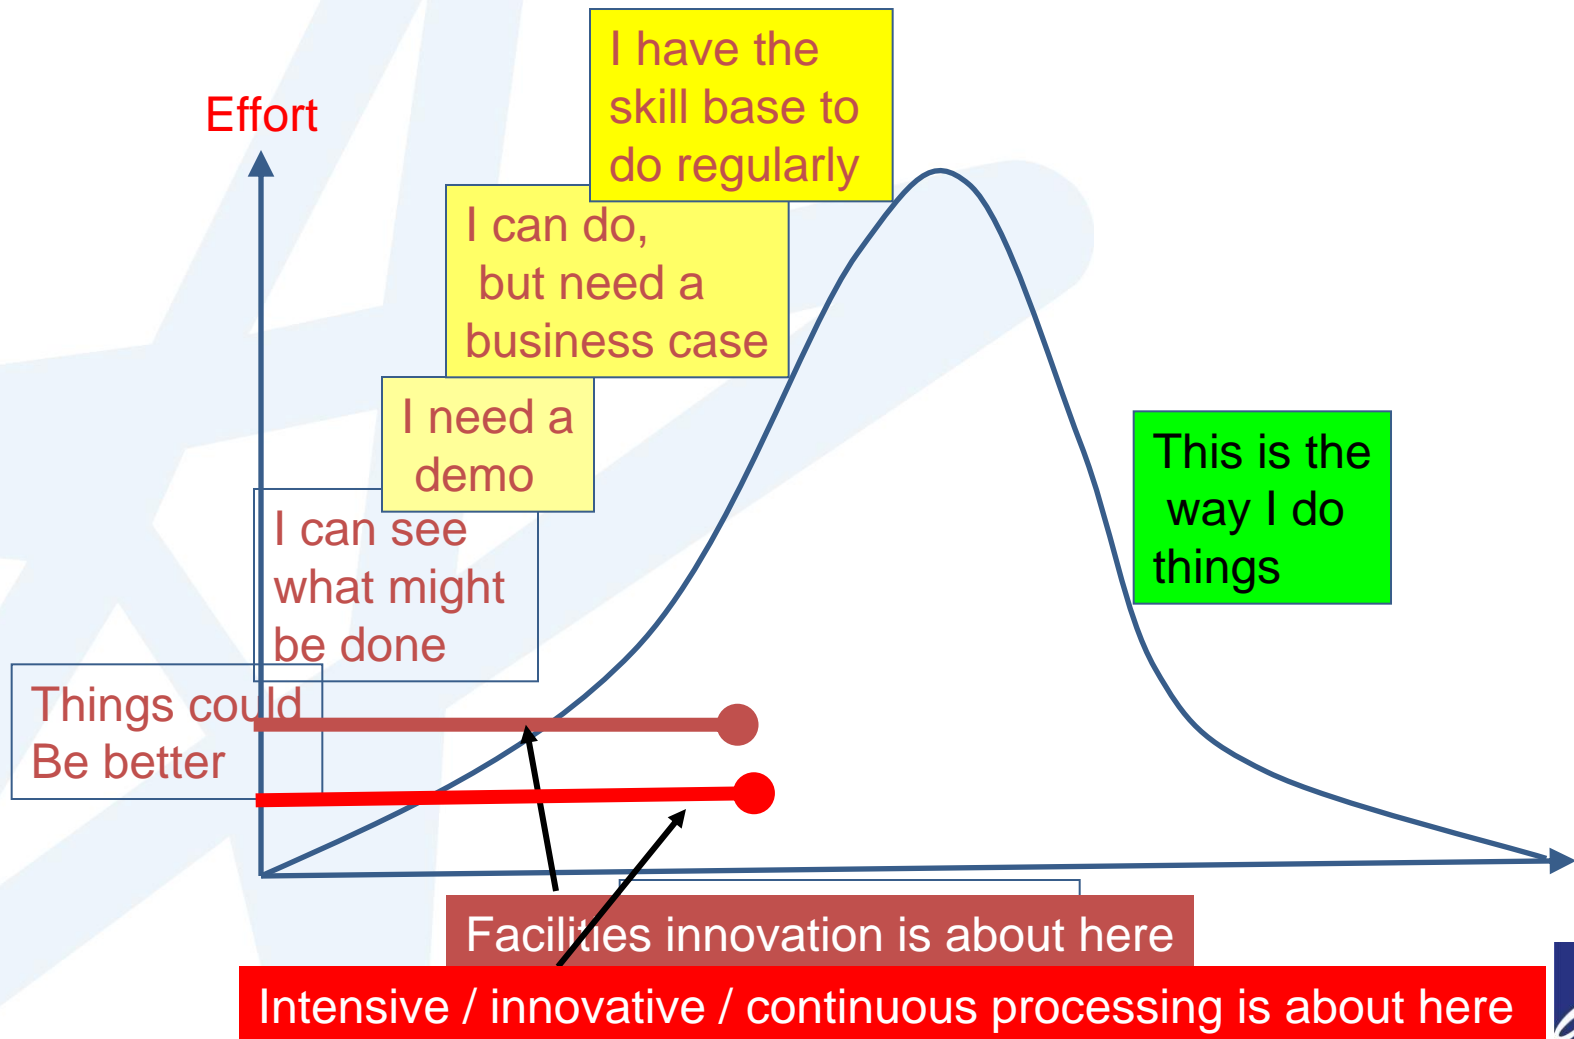 Effort
I have the
skill base to
do regularly
I can do,
but need a
business case
I need a
demo
I can see
what might
be done
Things could
Be better
This is the
way I do
things
Facilities innovation is about here
Intensive / innovative / continuous processing is about here